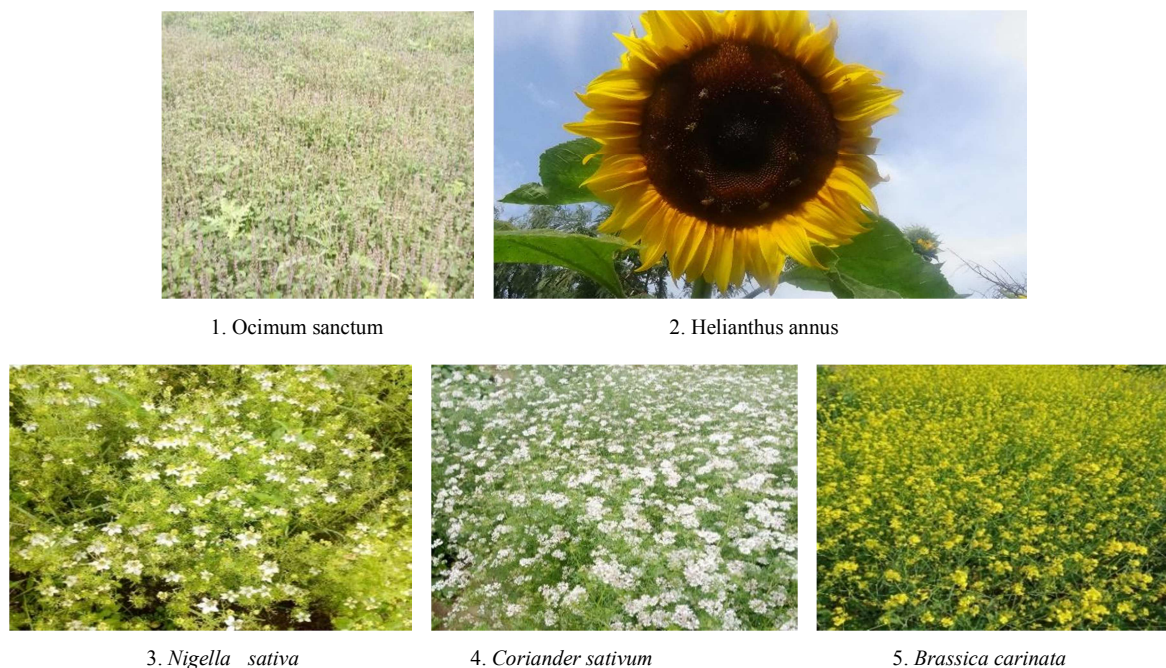 1. Ocimum sanctum
2. Helianthus annus
3. Nigella sativa
4. Coriander sativum
5. Brassica carinata